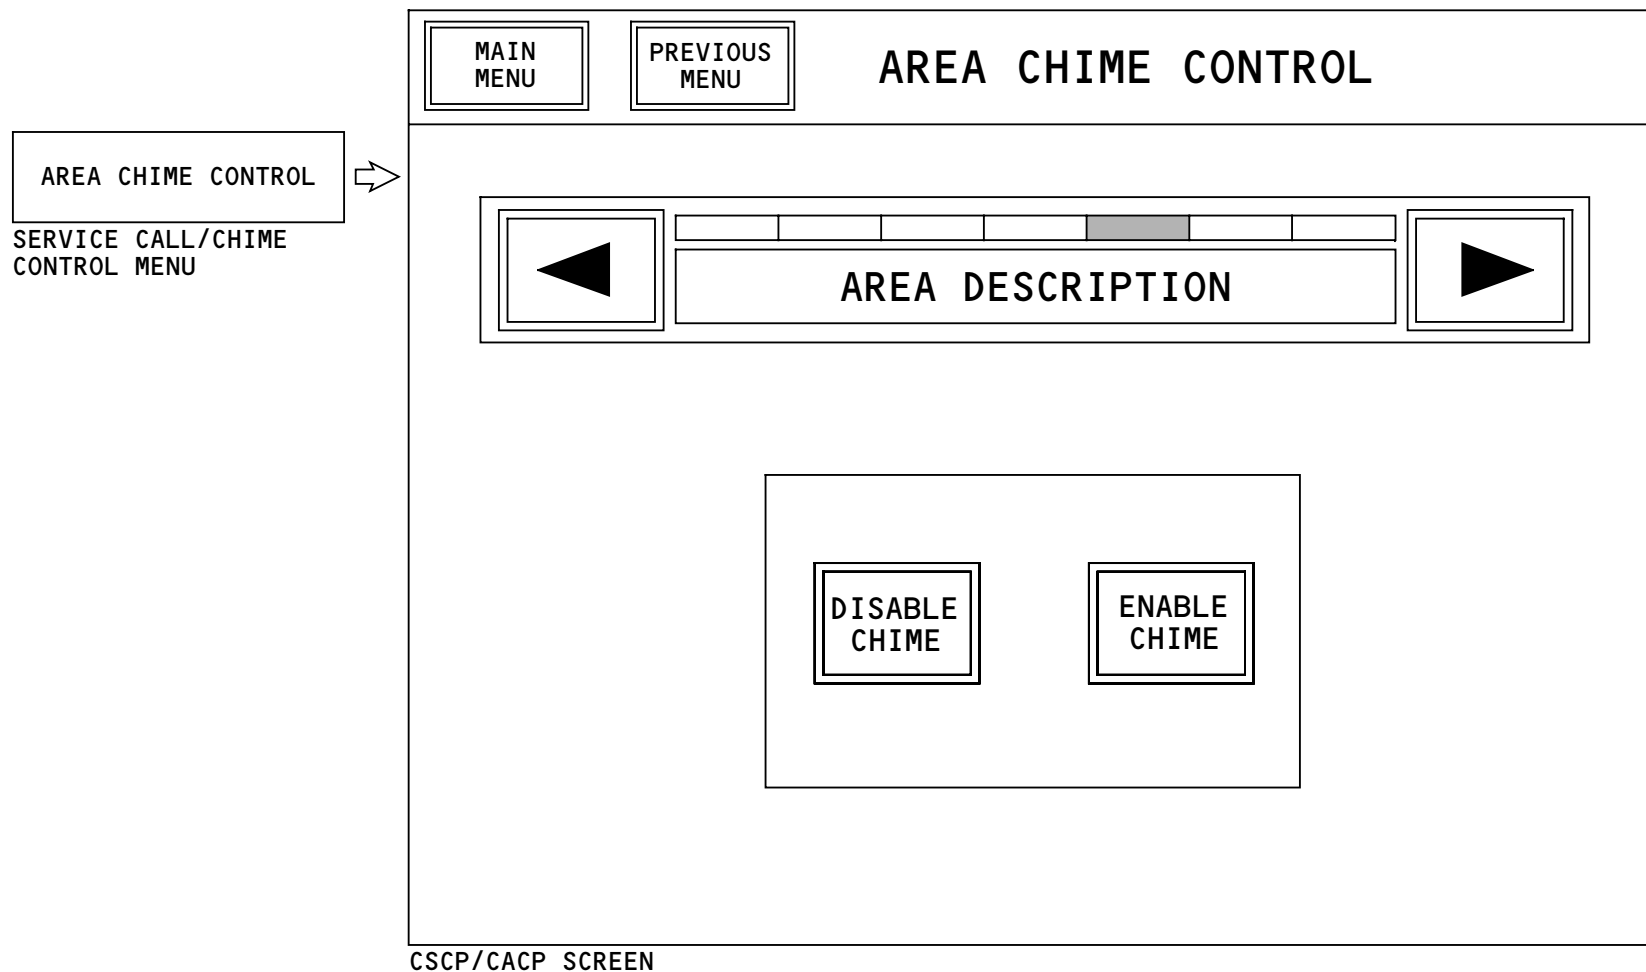 MAIN
MENU
PREVIOUS
MENU
AREA CHIME CONTROL
AREA CHIME CONTROL
SERVICE CALL/CHIME
CONTROL MENU
AREA DESCRIPTION
DISABLE
CHIME
ENABLE
CHIME
CSCP/CACP SCREEN